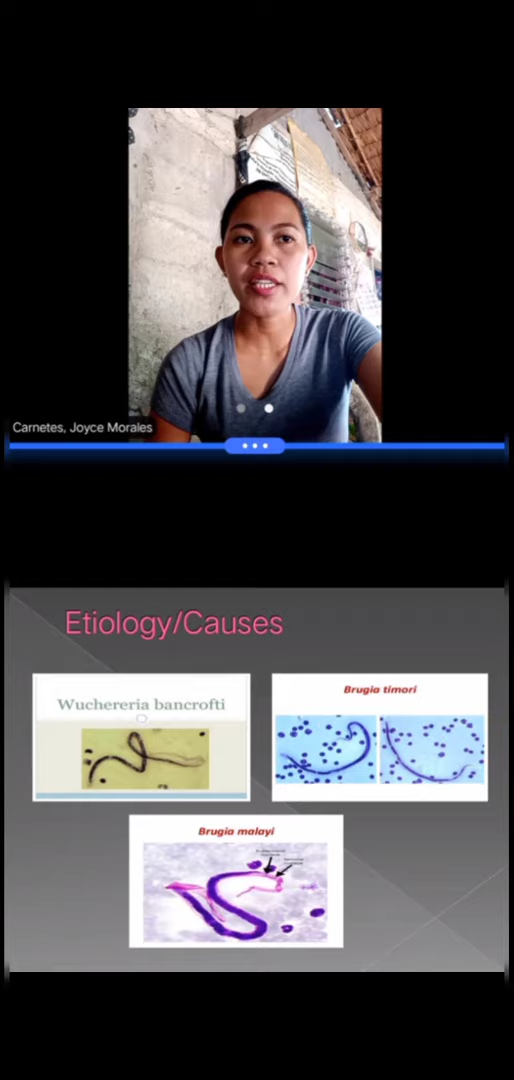 Carnetes, Joyce Morales
Etiology/Causes
Wuchereria bancrofti
Brugia timori
Brugia malayi